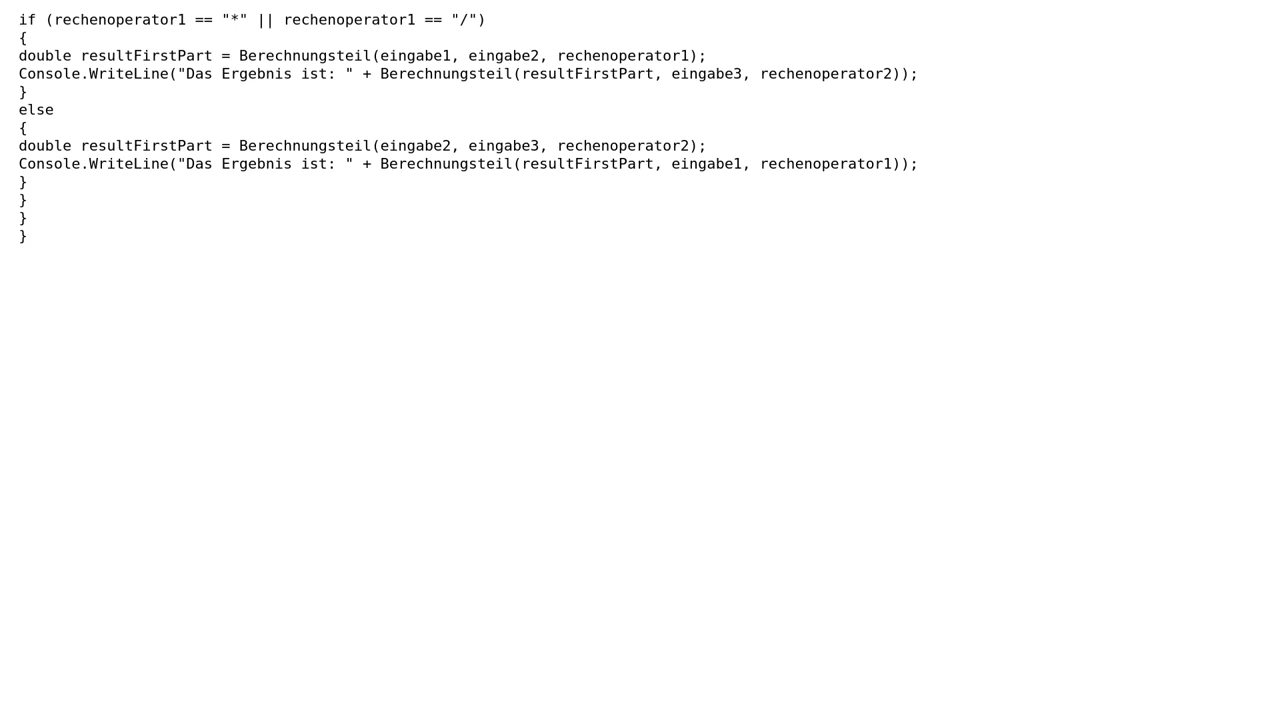 if (rechenoperator1 == "*" || rechenoperator1 == "/")
{
double resultFirstPart = Berechnungsteil(eingabe1, eingabe2, rechenoperator1);
Console.WriteLine("Das Ergebnis ist: " + Berechnungsteil(resultFirstPart, eingabe3, rechenoperator2));
}
else
{
double resultFirstPart = Berechnungsteil(eingabe2, eingabe3, rechenoperator2);
Console.WriteLine("Das Ergebnis ist: " + Berechnungsteil(resultFirstPart, eingabe1, rechenoperator1));
}
}
}
}